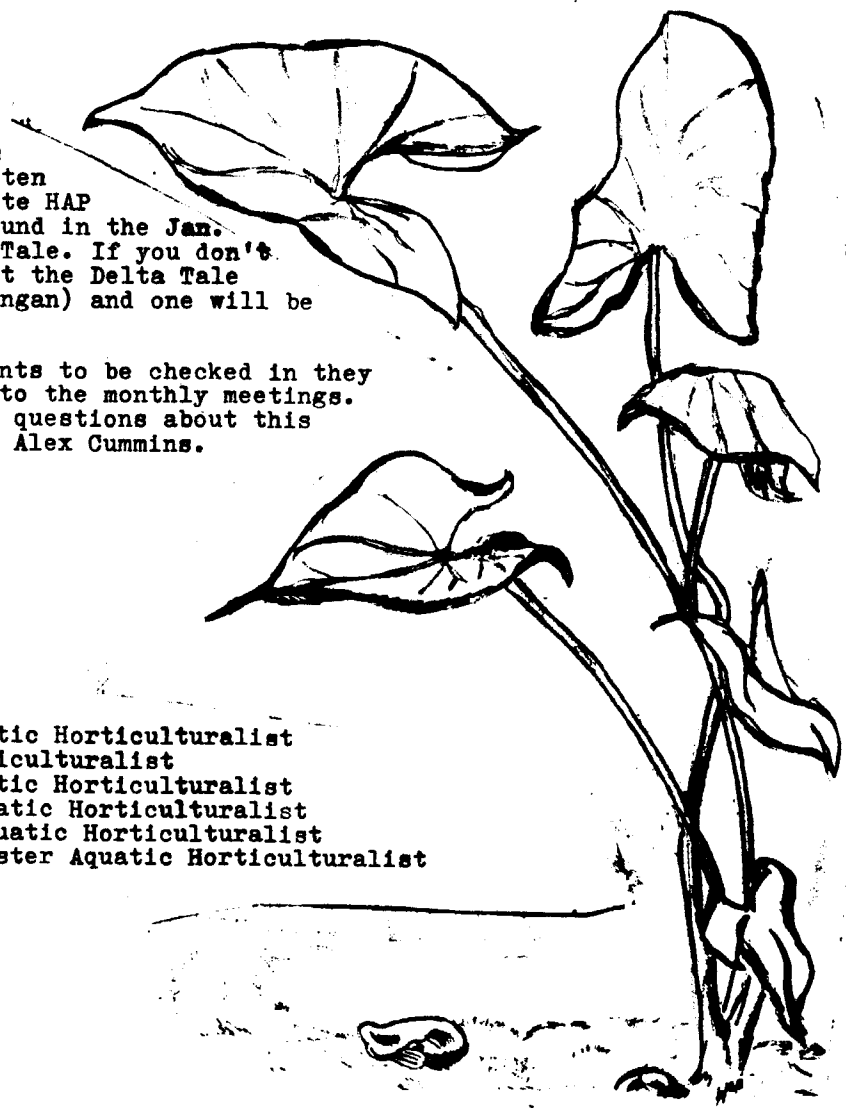 ten
te HAP
und in the Jan.
Tale. If you don't
t the Delta Tale
ngan) and one will be
nts to be checked in they
to the monthly meetings.
questions about this
Alex Cummins.
tic Horticulturalist
iculturalist
tic Horticulturalist
atic Horticulturalist
uatic Horticulturalist
ster Aquatic Horticulturalist